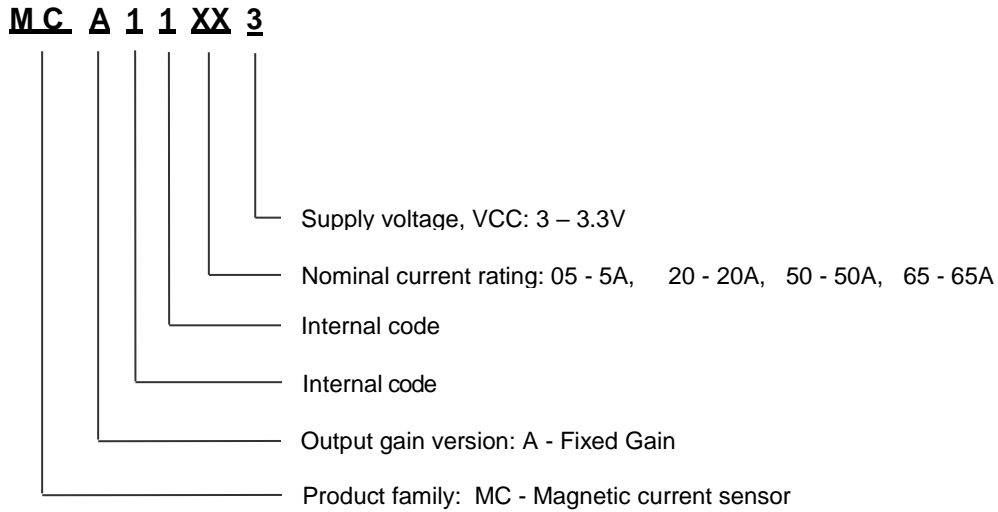 MC A 1 1 XX 3
Supply voltage, VCC: 3 – 3.3V
Nominal current rating: 05 - 5A, 20 - 20A, 50 - 50A, 65 - 65A
Internal code
Internal code
Output gain version: A - Fixed Gain
Product family: MC - Magnetic current sensor